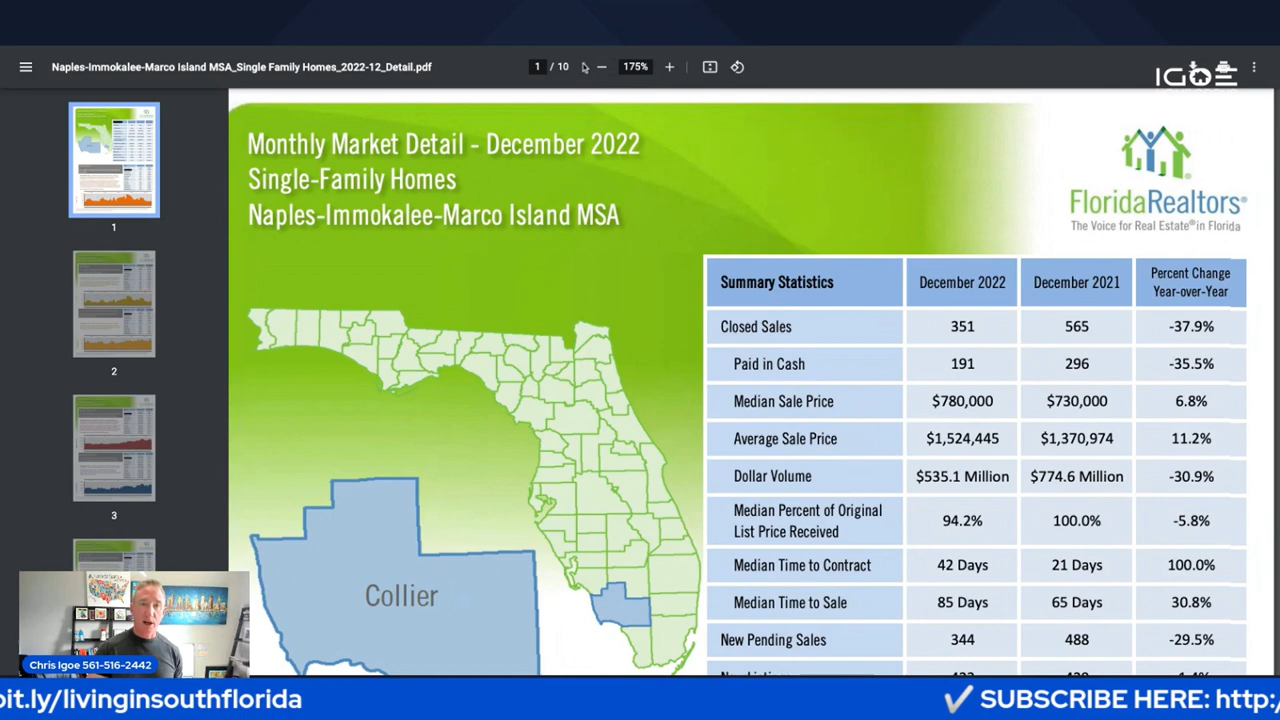 Naples-Immokalee-Marco Island MSA_Single Family Homes_2022-12_Detail.pdf
1 / 10
175%
IGOE
Monthly Market Detail - December 2022
Single-Family Homes
Naples-Immokalee-Marco Island MSA
FloridaRealtors®
The Voice for Real Estate® in Florida
Summary Statistics December 2022 December 2021 Percent Change Year-over-Year
Closed Sales 351 565 -37.9%
Paid in Cash 191 296 -35.5%
Median Sale Price $780,000 $730,000 6.8%
Average Sale Price $1,524,445 $1,370,974 11.2%
Dollar Volume $535.1 Million $774.6 Million -30.9%
Median Percent of Original List Price Received 94.2% 100.0% -5.8%
Median Time to Contract 42 Days 21 Days 100.0%
Median Time to Sale 85 Days 65 Days 30.8%
New Pending Sales 344 488 -29.5%
Collier
1
2
3
Chris Igoe 561-516-2442
bit.ly/livinginsouthflorida
✔ SUBSCRIBE HERE: http:/